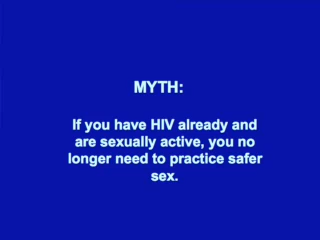 MYTH:
If you have HIV already and
are sexually active, you no
longer need to practice safer
sex.